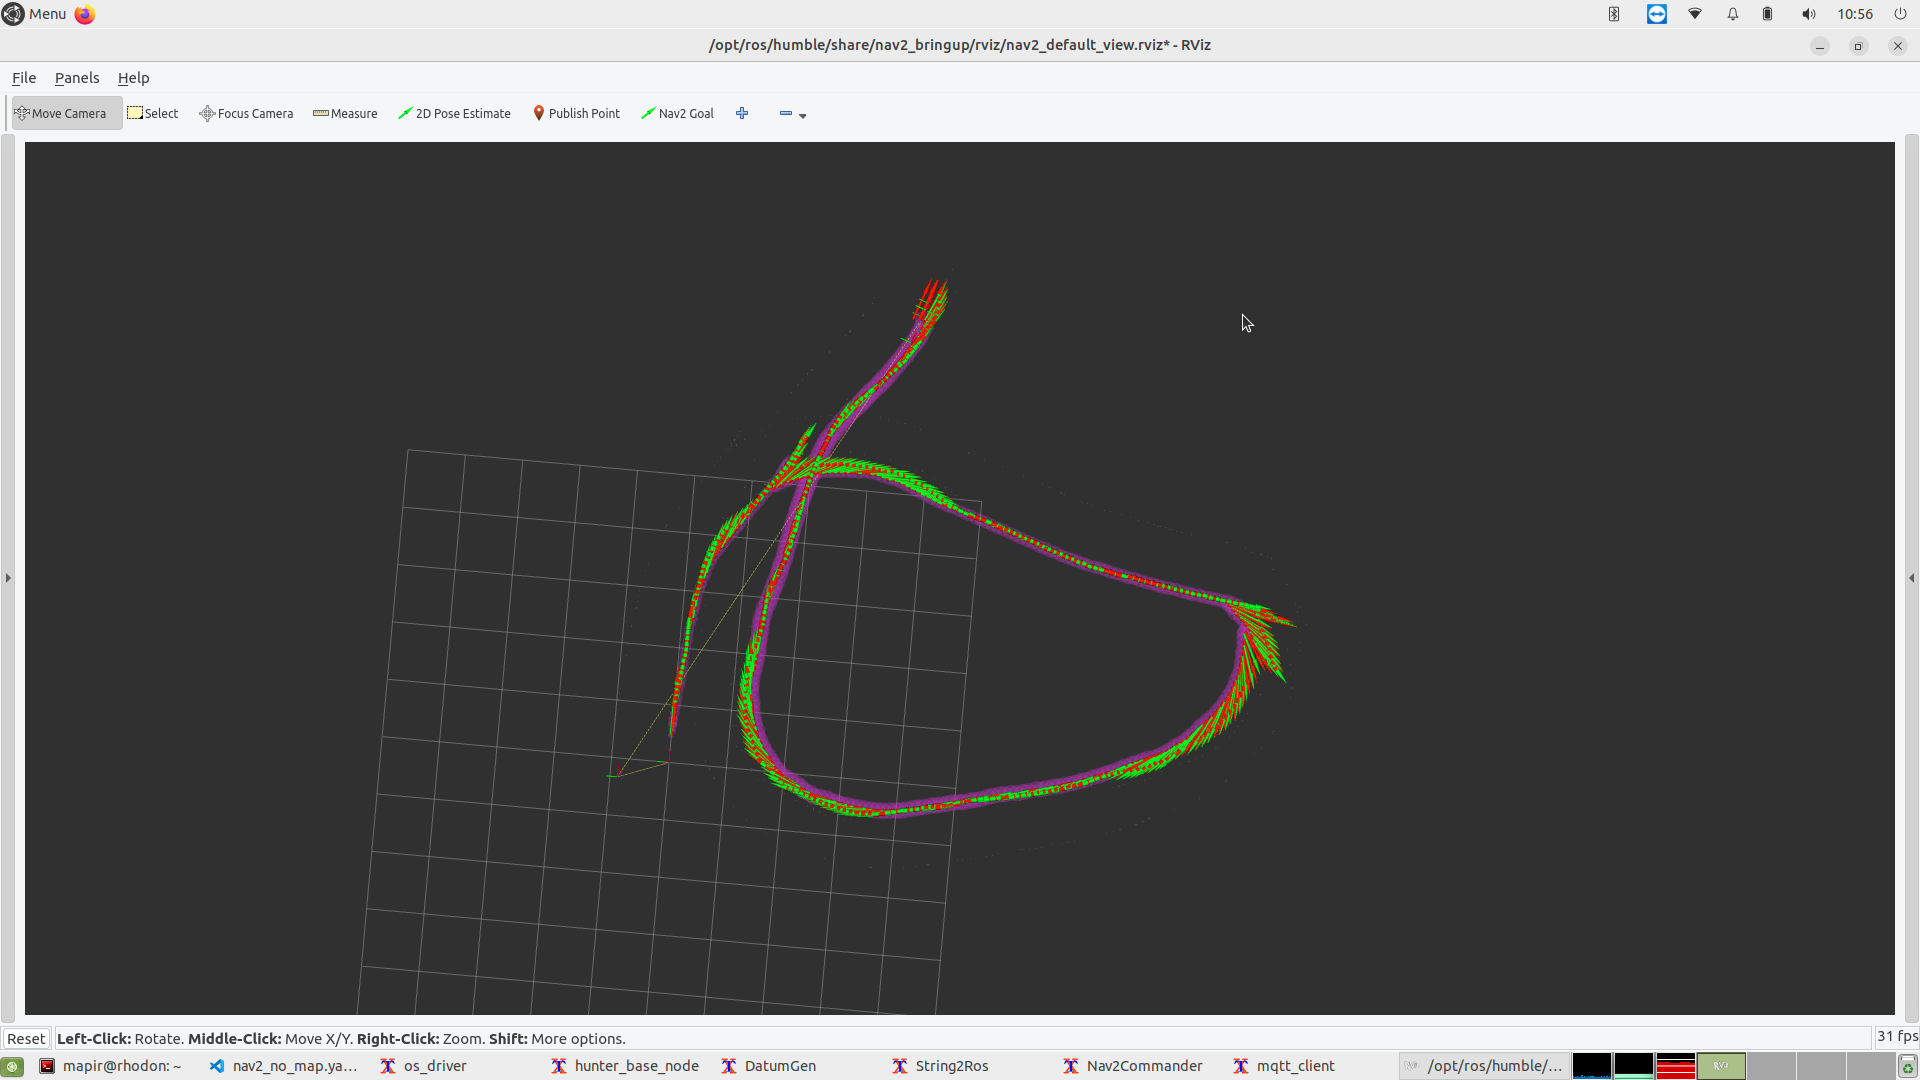 Menu 10:56
/opt/ros/humble/share/nav2_bringup/rviz/nav2_default_view.rviz* - RViz
File Panels Help
Move Camera Select Focus Camera Measure 2D Pose Estimate Publish Point Nav2 Goal
Reset Left-Click: Rotate. Middle-Click: Move X/Y. Right-Click: Zoom. Shift: More options. 31 fps
mapir@rhodon: ~ nav2_no_map.ya... os_driver hunter_base_node DatumGen String2Ros Nav2Commander mqtt_client /opt/ros/humble/...